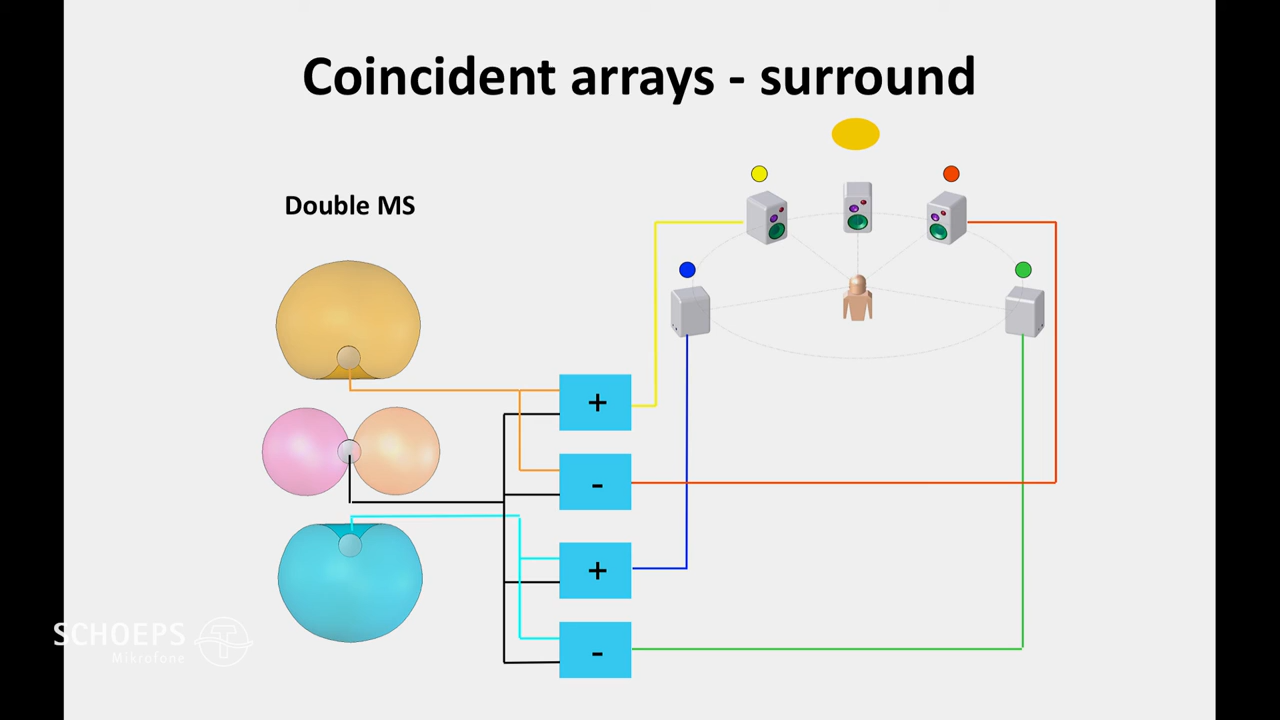 Coincident arrays - surround
Double MS
+
-
+
-
SCHOEPS
Mikrofone